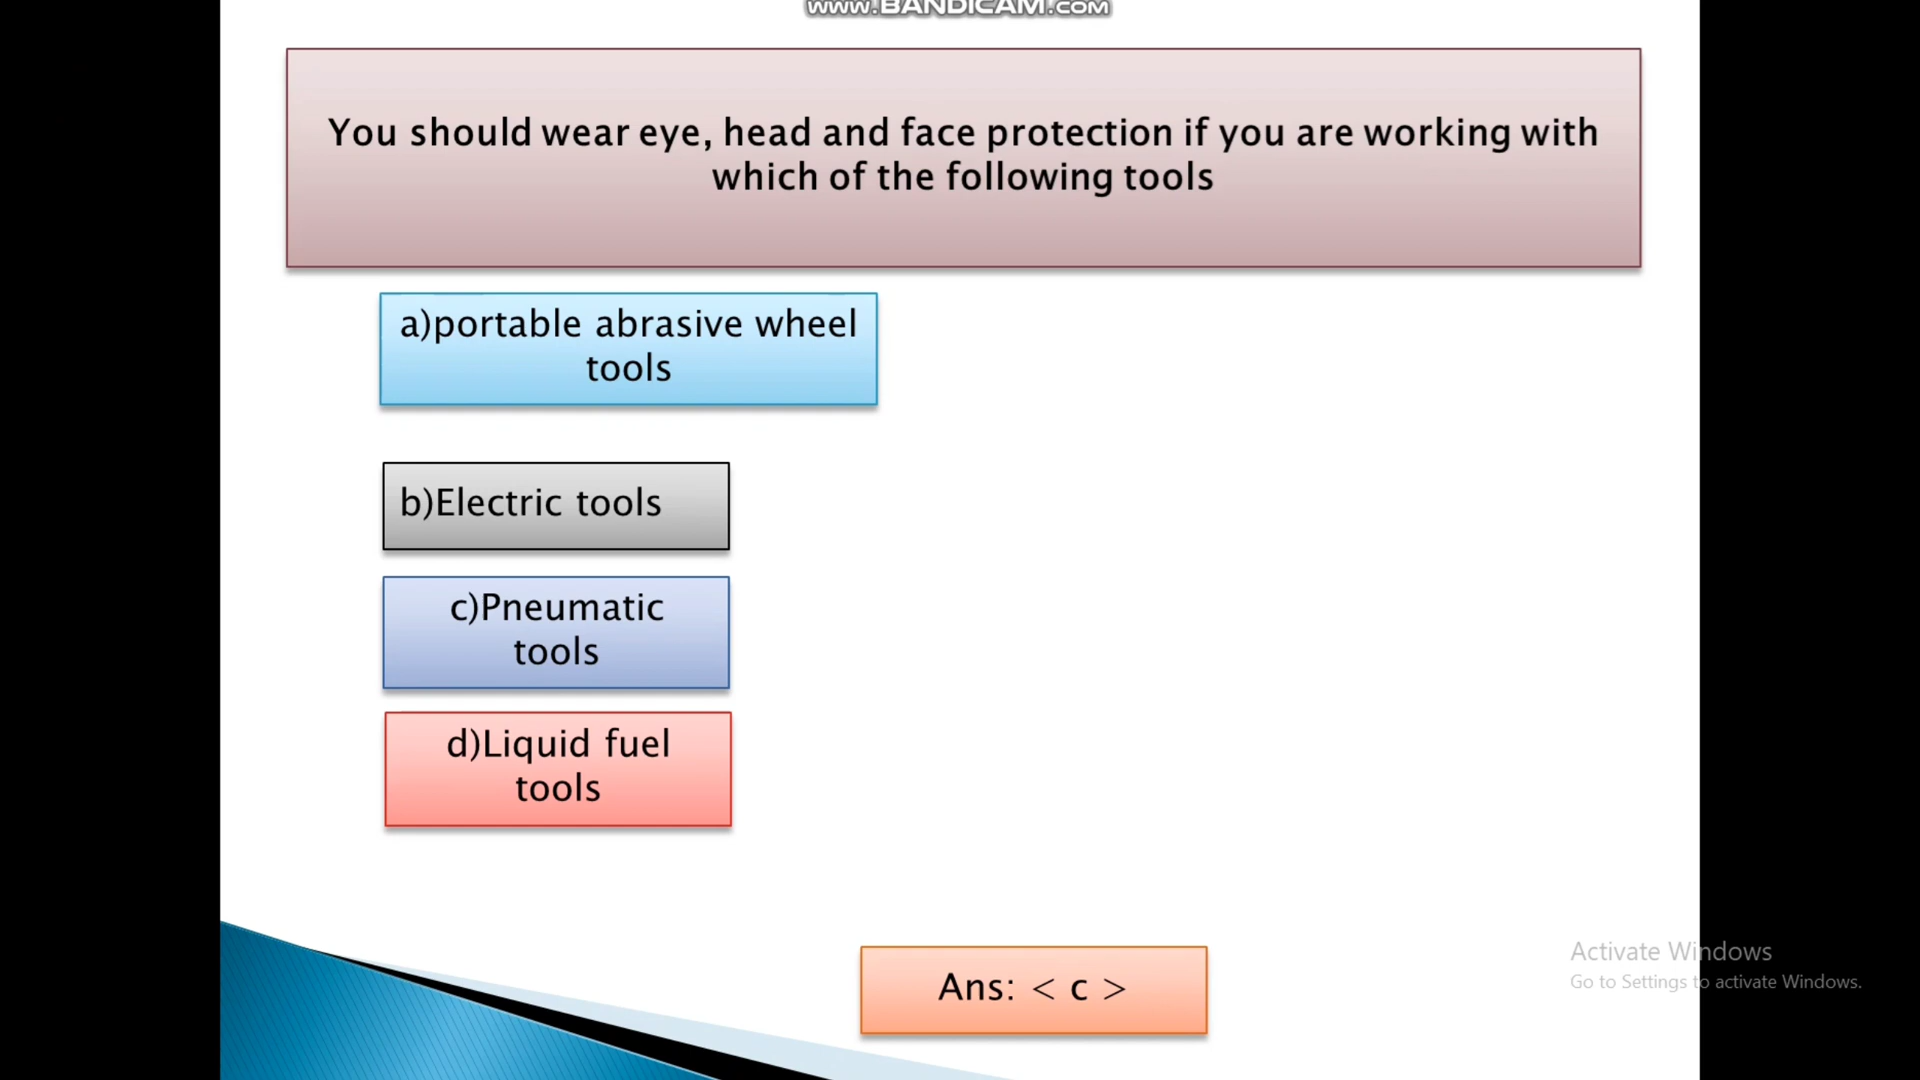 www.BANDICAM.com
You should wear eye, head and face protection if you are working with
which of the following tools
a)portable abrasive wheel
tools
b)Electric tools
c)Pneumatic
tools
d)Liquid fuel
tools
Ans: < c >
Activate Windows
Go to Settings to activate Windows.